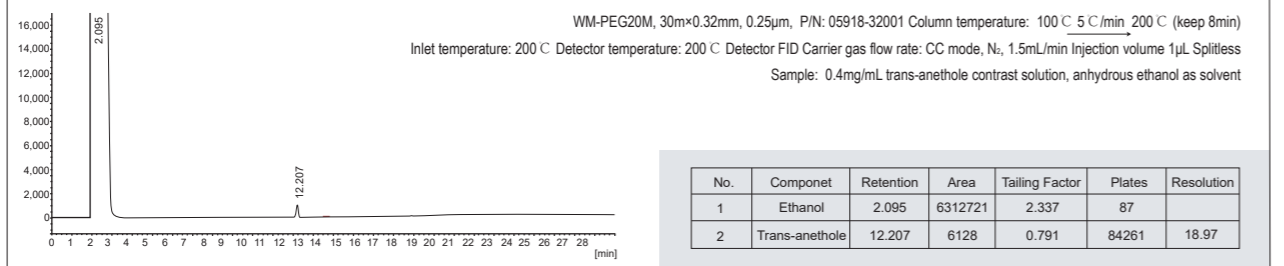 WM-PEG20M, 30m×0.32mm, 0.25µm, P/N: 05918-32001 Column temperature: 100℃ 5℃/min 200℃ (keep 8min)
Inlet temperature: 200℃ Detector temperature: 200℃ Detector FID Carrier gas flow rate: CC mode, N₂, 1.5mL/min Injection volume 1µL Splitless
Sample: 0.4mg/mL trans-anethole contrast solution, anhydrous ethanol as solvent
16,000
14,000
12,000
10,000
8,000
6,000
4,000
2,000
0
2.095
12.207
0 1 2 3 4 5 6 7 8 9 10 11 12 13 14 15 16 17 18 19 20 21 22 23 24 25 26 27 28
[min]
No. Componet Retention Area Tailing Factor Plates Resolution
1 Ethanol 2.095 6312721 2.337 87
2 Trans-anethole 12.207 6128 0.791 84261 18.97